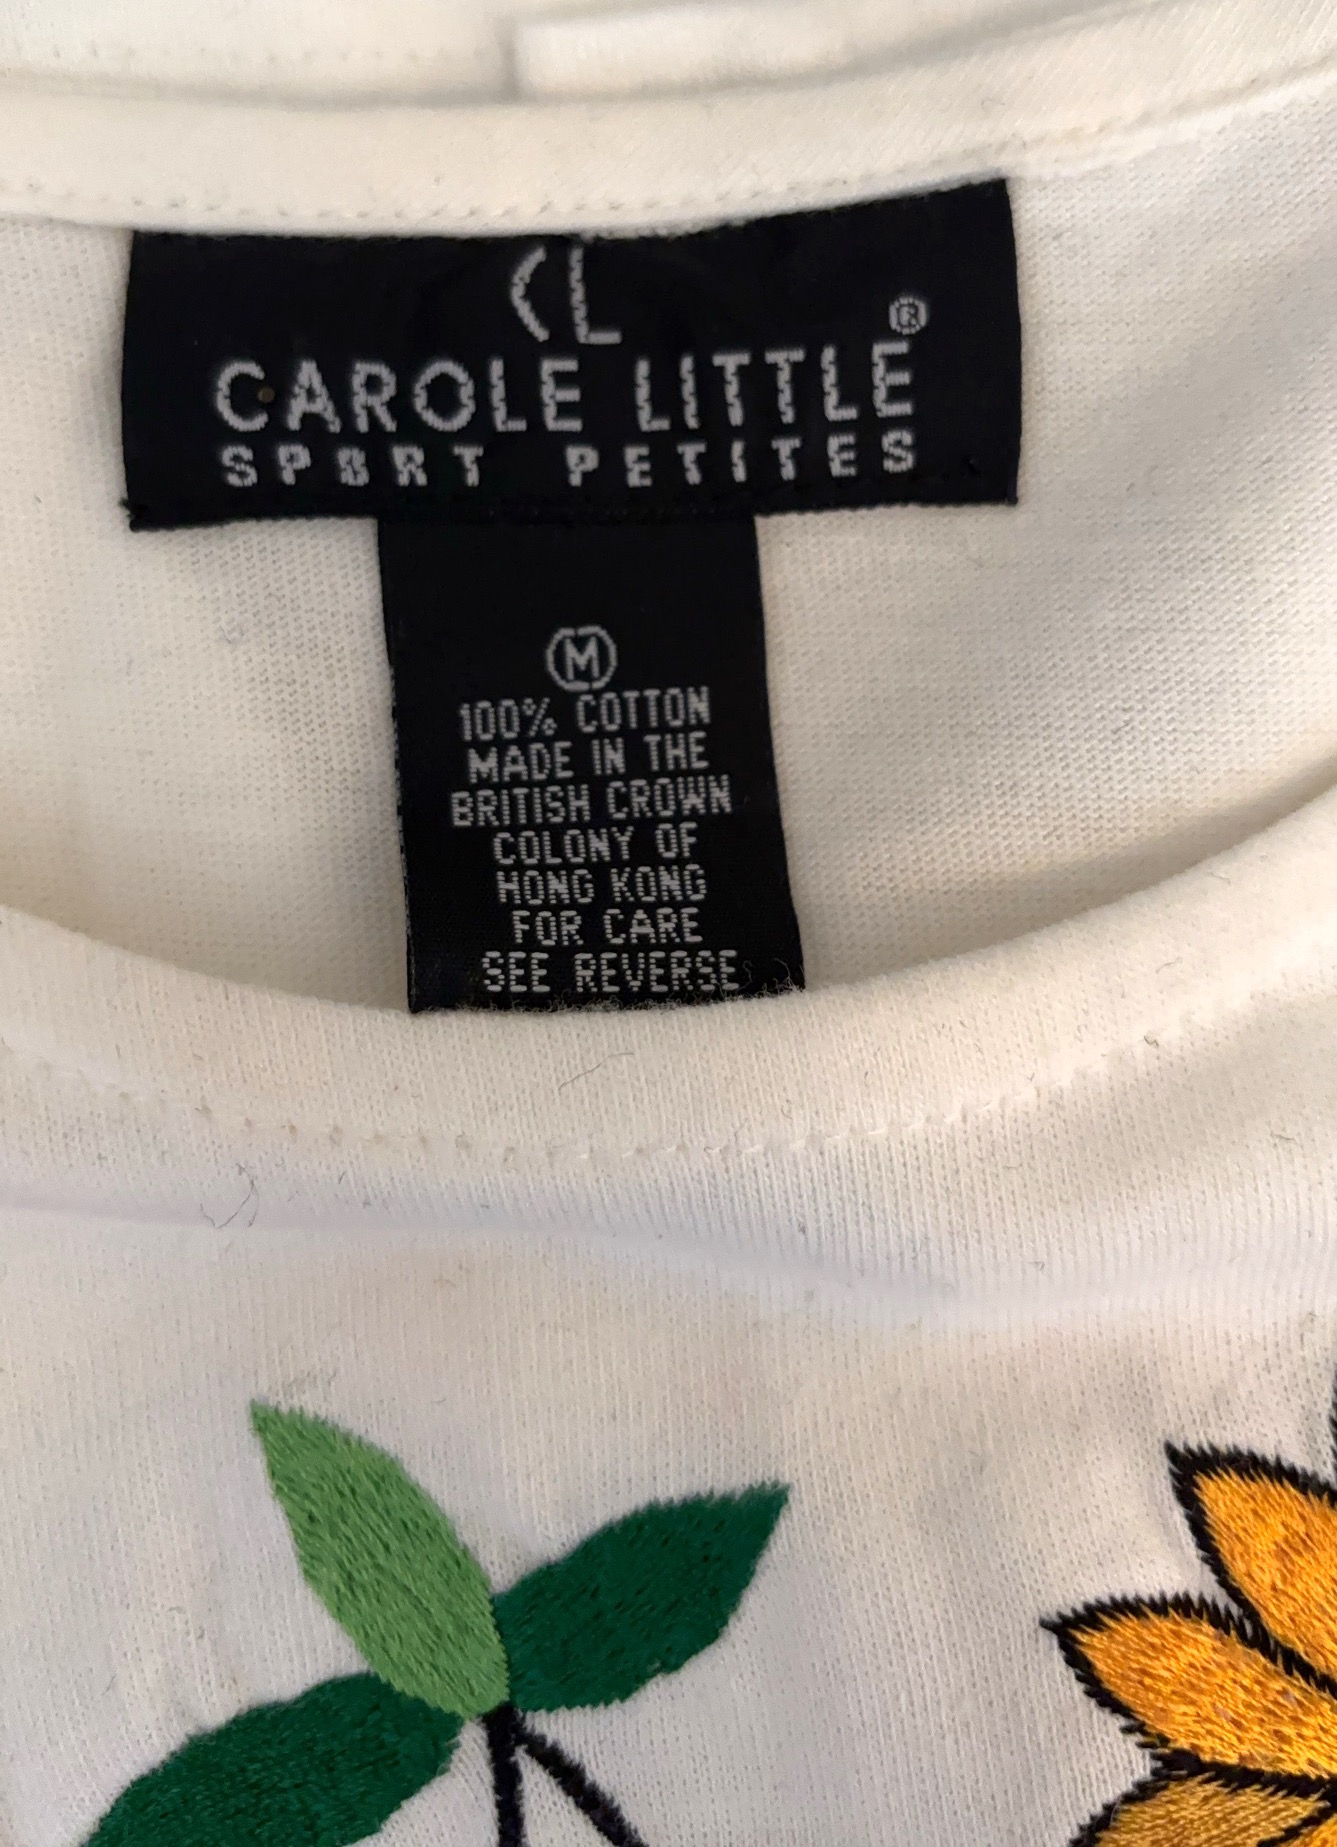 CL
CAROLE LITTLE®
SPORT PETITES
M
100% COTTON
MADE IN THE
BRITISH CROWN
COLONY OF
HONG KONG
FOR CARE
SEE REVERSE